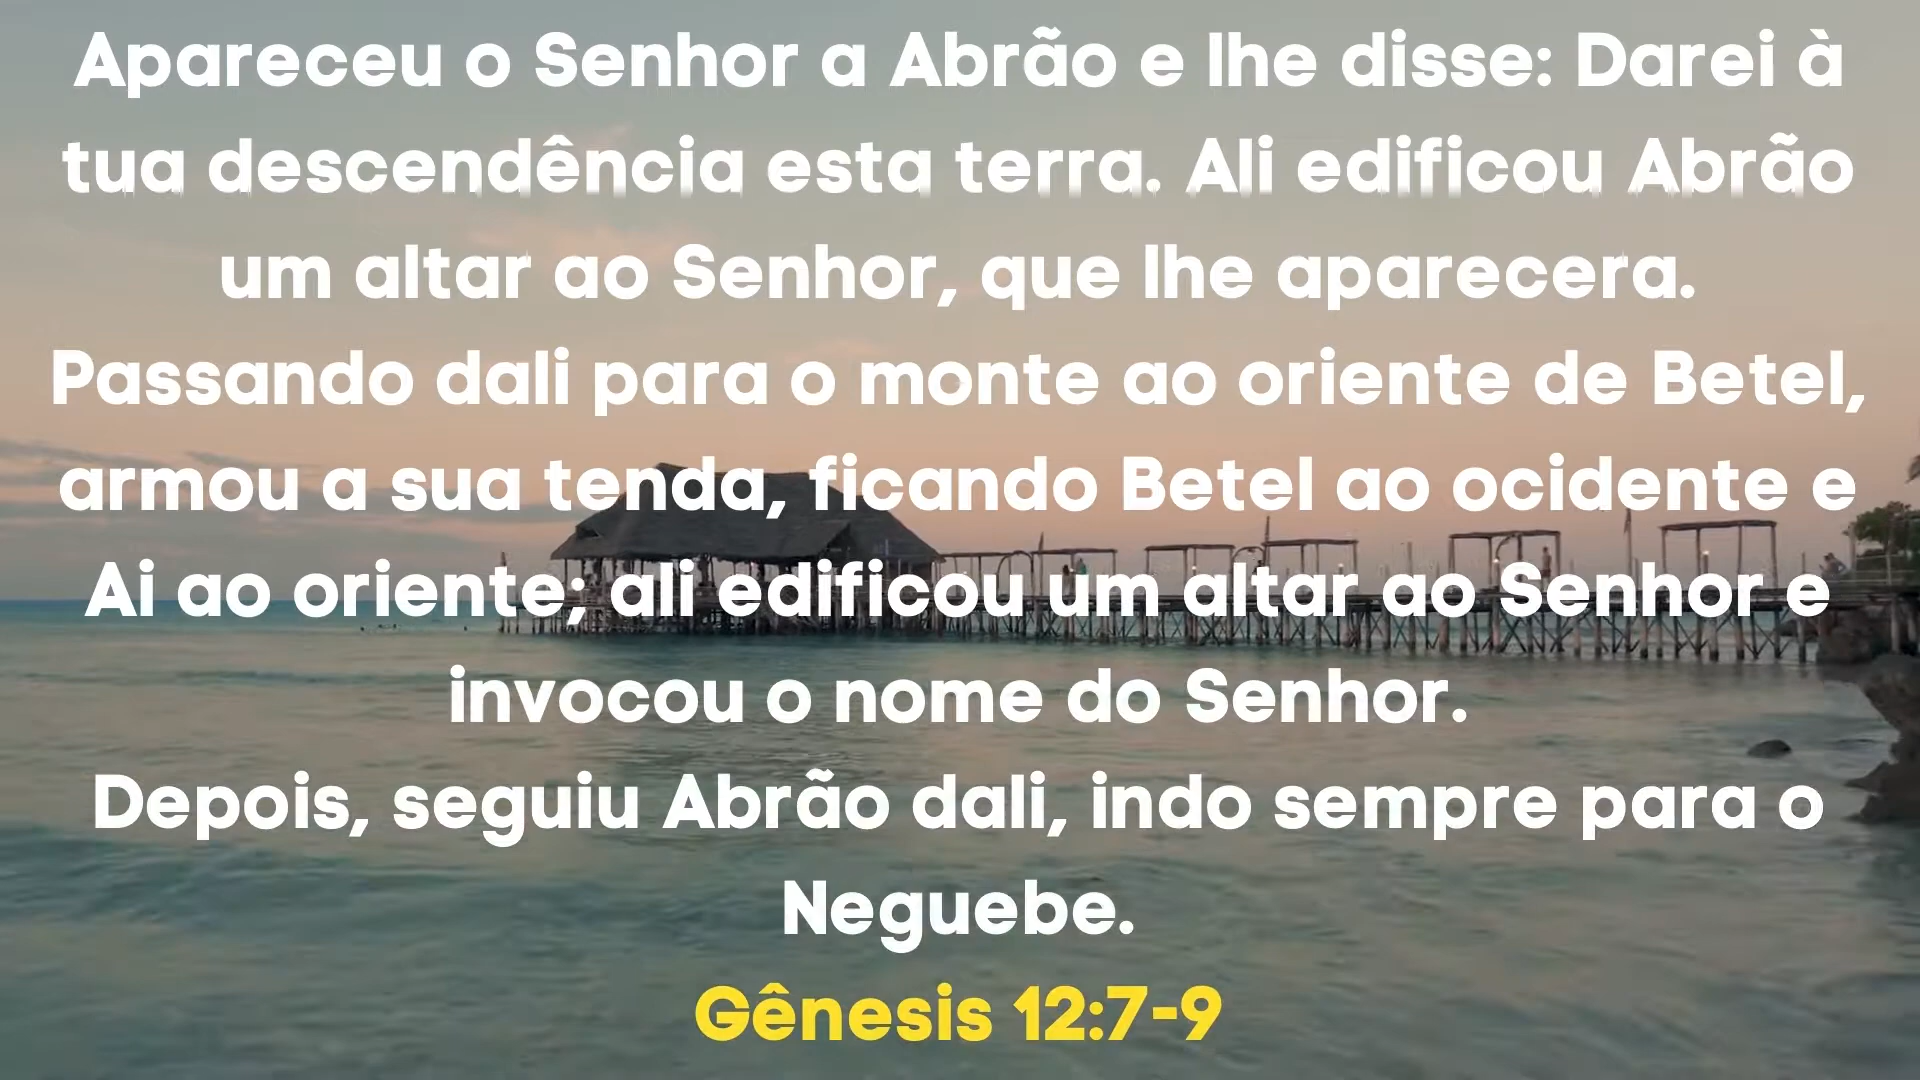 Apareceu o Senhor a Abrão e lhe disse: Darei à
tua descendência esta terra. Ali edificou Abrão
um altar ao Senhor, que lhe aparecera.
Passando dali para o monte ao oriente de Betel,
armou a sua tenda, ficando Betel ao ocidente e
Ai ao oriente; ali edificou um altar ao Senhor e
invocou o nome do Senhor.
Depois, seguiu Abrão dali, indo sempre para o
Neguebe.
Gênesis 12:7-9